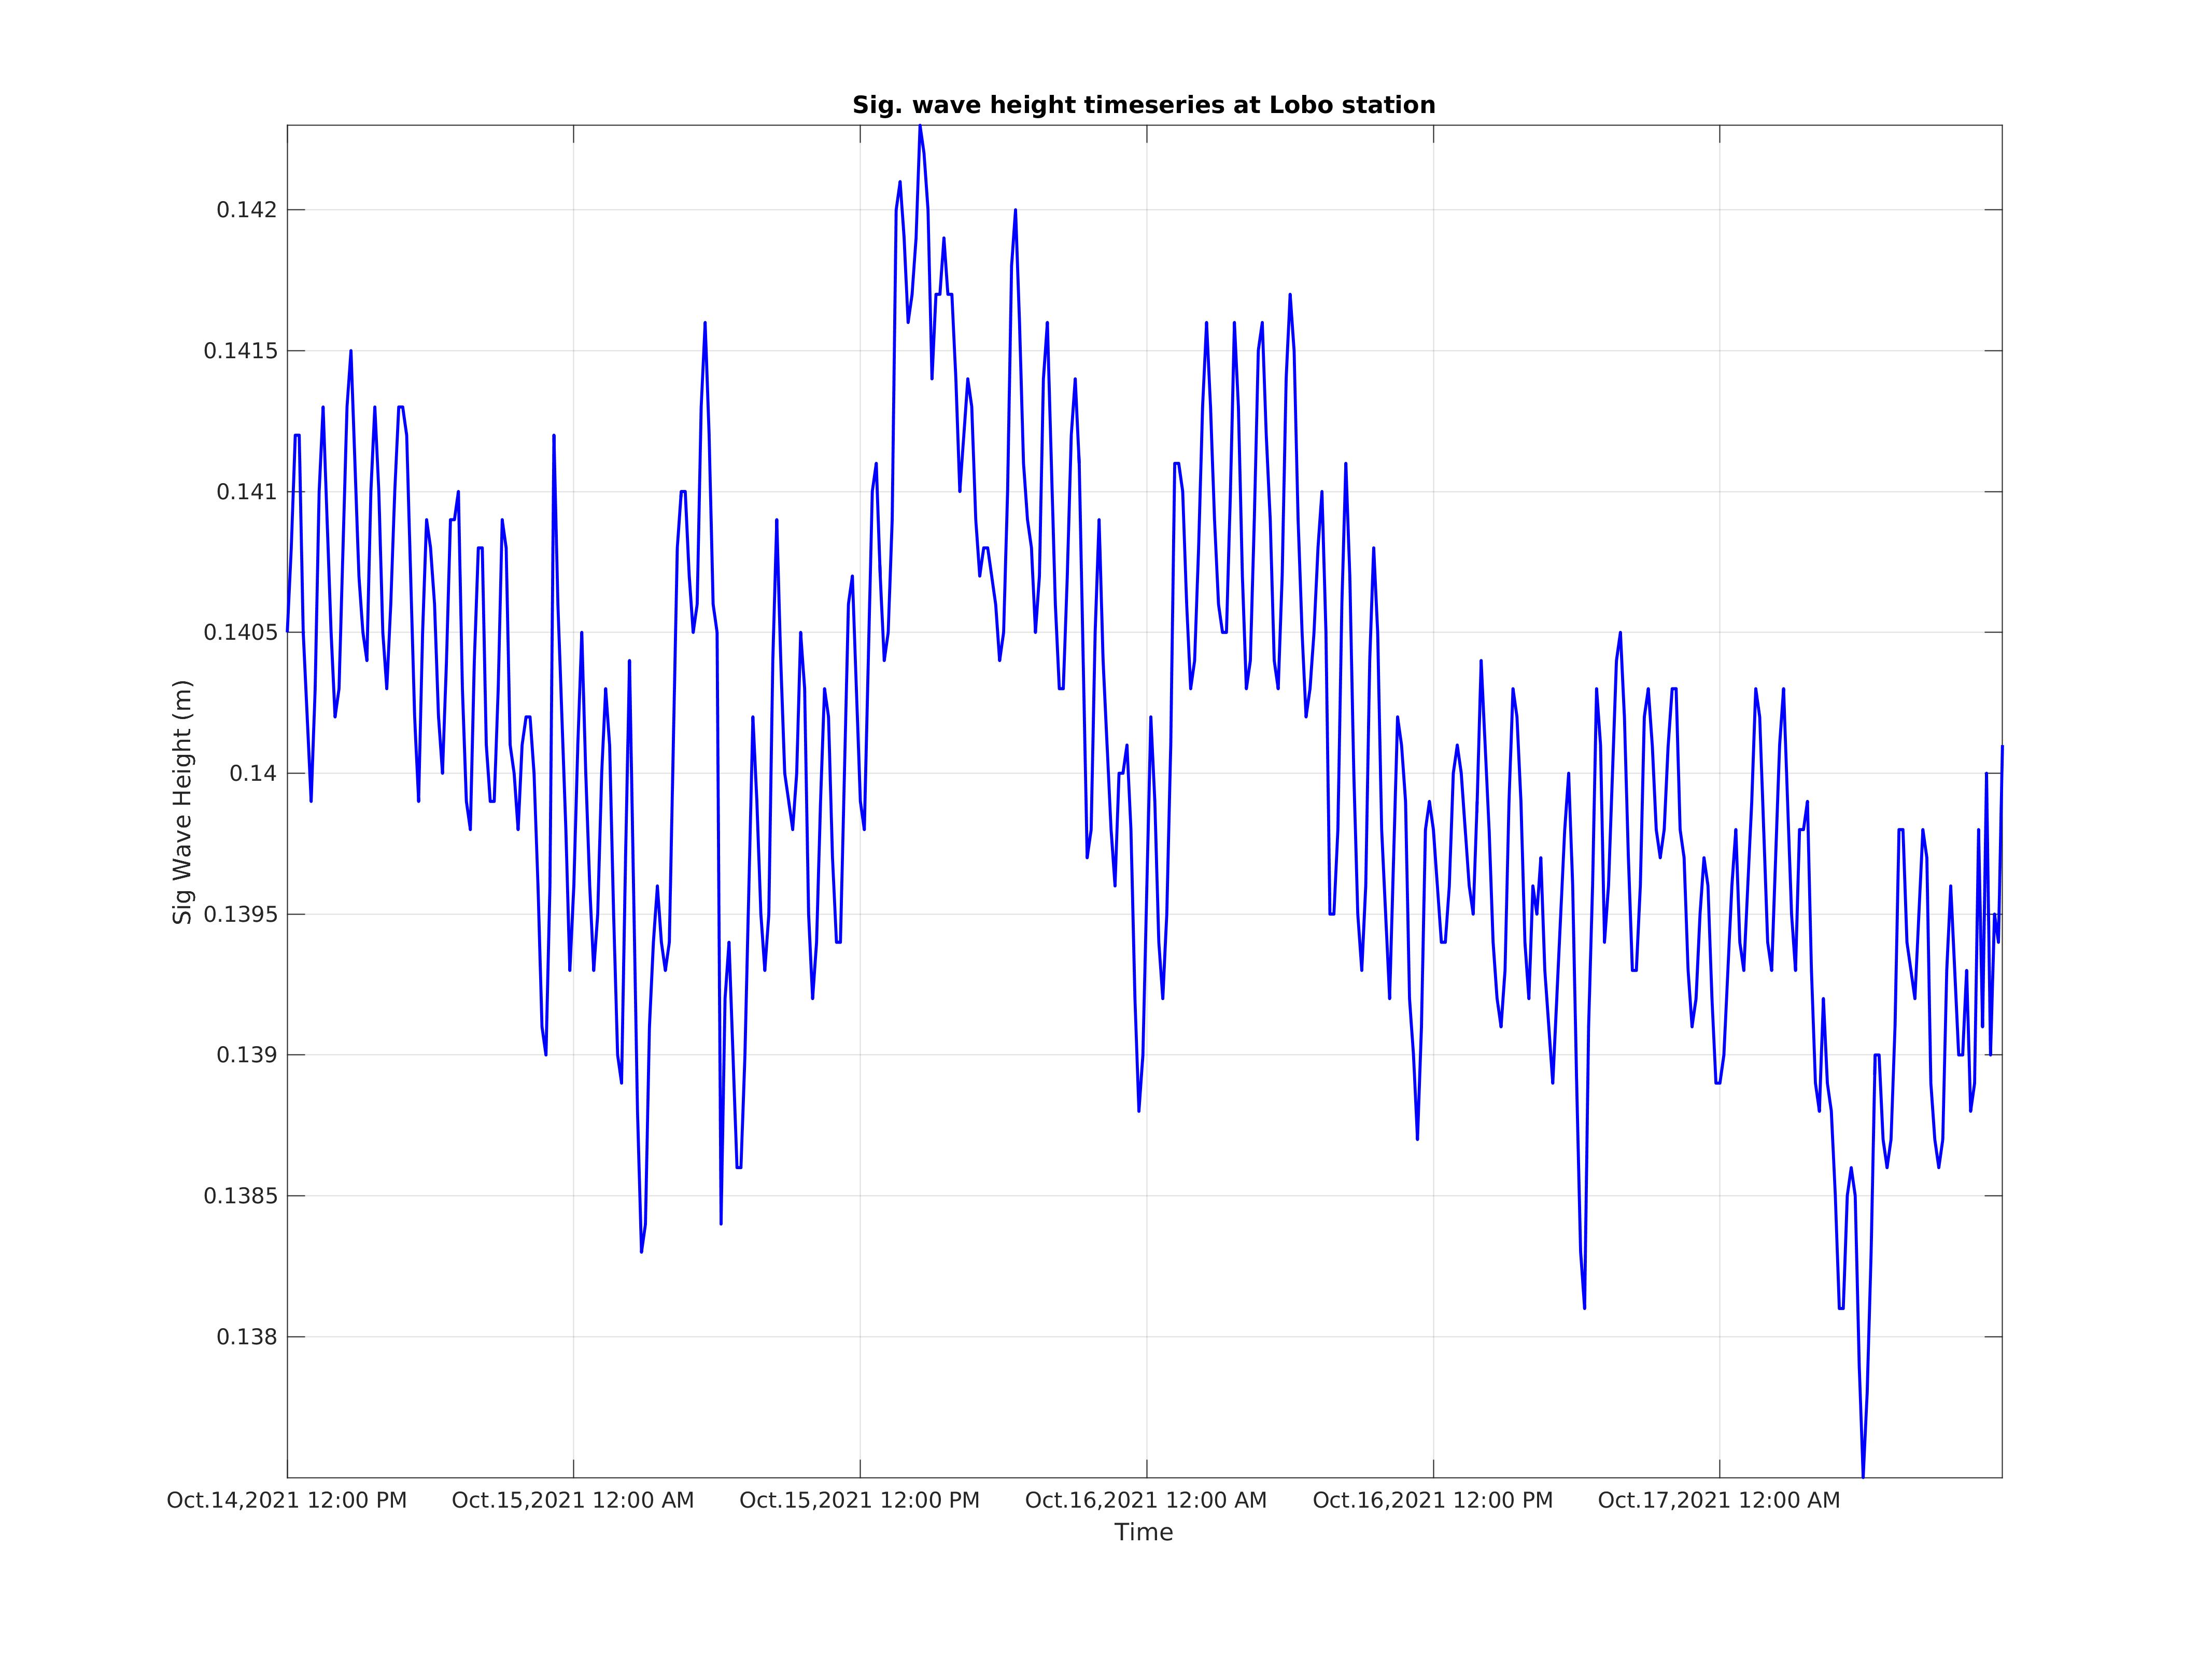 Sig. wave height timeseries at Lobo station
0.142
0.1415
0.141
0.1405
0.14
0.1395
0.139
0.1385
0.138
Sig Wave Height (m)
Oct.14,2021 12:00 PM Oct.15,2021 12:00 AM Oct.15,2021 12:00 PM Oct.16,2021 12:00 AM Oct.16,2021 12:00 PM Oct.17,2021 12:00 AM
Time